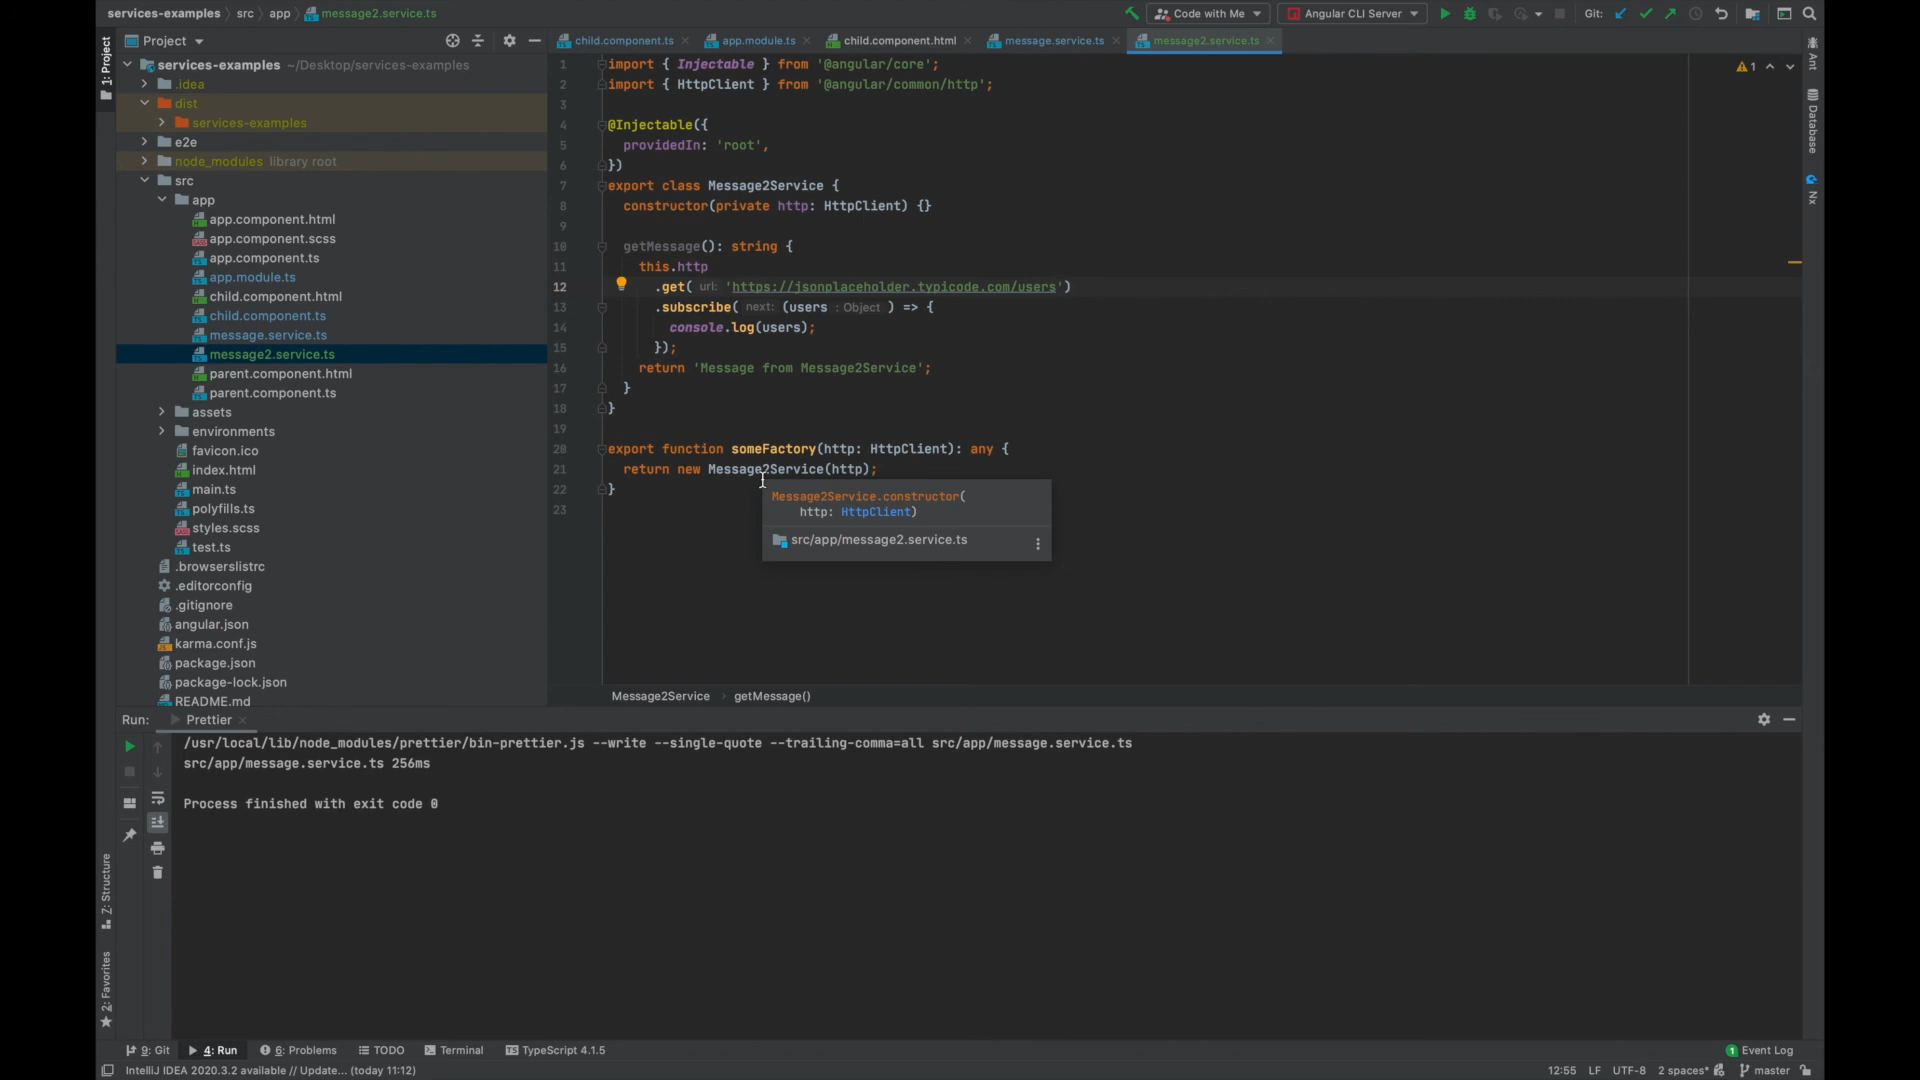 services-examples src app message2.service.ts Code with Me Angular CLI Server Git:
Project
child.component.ts app.module.ts child.component.html message.service.ts message2.service.ts
1: Project
services-examples ~/Desktop/services-examples
.idea
dist
services-examples
e2e
node_modules library root
src
app
app.component.html
app.component.scss
app.component.ts
app.module.ts
child.component.html
child.component.ts
message.service.ts
message2.service.ts
parent.component.html
parent.component.ts
assets
environments
favicon.ico
index.html
main.ts
polyfills.ts
styles.scss
test.ts
.browserslistrc
.editorconfig
.gitignore
angular.json
karma.conf.js
package.json
package-lock.json
README.md
1 import { Injectable } from '@angular/core';
2 import { HttpClient } from '@angular/common/http';
3
4 @Injectable({
5 providedIn: 'root',
6 })
7 export class Message2Service {
8 constructor(private http: HttpClient) {}
9
10 getMessage(): string {
11 this.http
12 .get( url: 'https://jsonplaceholder.typicode.com/users')
13 .subscribe( next: (users : Object ) => {
14 console.log(users);
15 });
16 return 'Message from Message2Service';
17 }
18 }
19
20 export function someFactory(http: HttpClient): any {
21 return new Message2Service(http);
22 }
23
Message2Service.constructor(
http: HttpClient)
src/app/message2.service.ts
1
Ant
Database
Nx
Message2Service getMessage()
Run: Prettier
/usr/local/lib/node_modules/prettier/bin-prettier.js --write --single-quote --trailing-comma=all src/app/message.service.ts
src/app/message.service.ts 256ms
Process finished with exit code 0
Z: Structure
2: Favorites
9: Git 4: Run 6: Problems TODO Terminal TypeScript 4.1.5 1 Event Log
IntelliJ IDEA 2020.3.2 available // Update... (today 11:12) 12:55 LF UTF-8 2 spaces* master